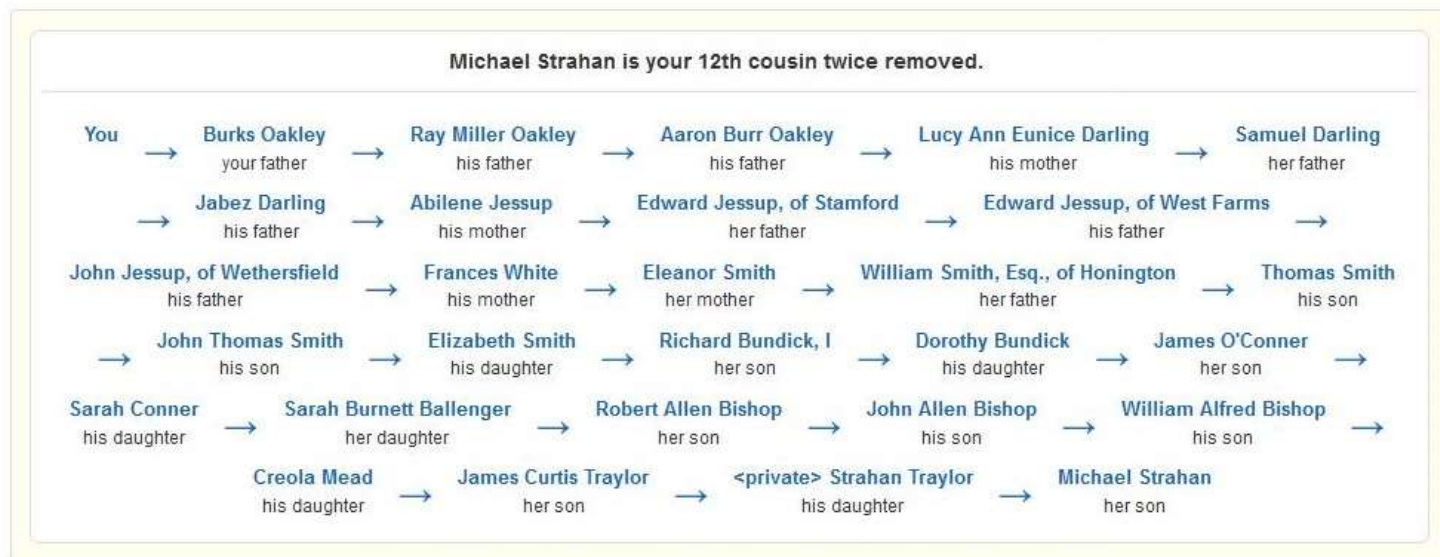 Michael Strahan is your 12th cousin twice removed.
You → Burks Oakley → Ray Miller Oakley → Aaron Burr Oakley → Lucy Ann Eunice Darling → Samuel Darling
your father his father his father his mother her father
→ Jabez Darling → Abilene Jessup → Edward Jessup, of Stamford → Edward Jessup, of West Farms →
his father his mother her father his father
John Jessup, of Wethersfield → Frances White → Eleanor Smith → William Smith, Esq., of Honington → Thomas Smith
his father his mother her mother her father his son
→ John Thomas Smith → Elizabeth Smith → Richard Bundick, I → Dorothy Bundick → James O'Conner →
his son his daughter her son his daughter her son
Sarah Conner → Sarah Burnett Ballenger → Robert Allen Bishop → John Allen Bishop → William Alfred Bishop →
his daughter her daughter her son his son his son
Creola Mead → James Curtis Traylor → <private> Strahan Traylor → Michael Strahan
his daughter her son his daughter her son